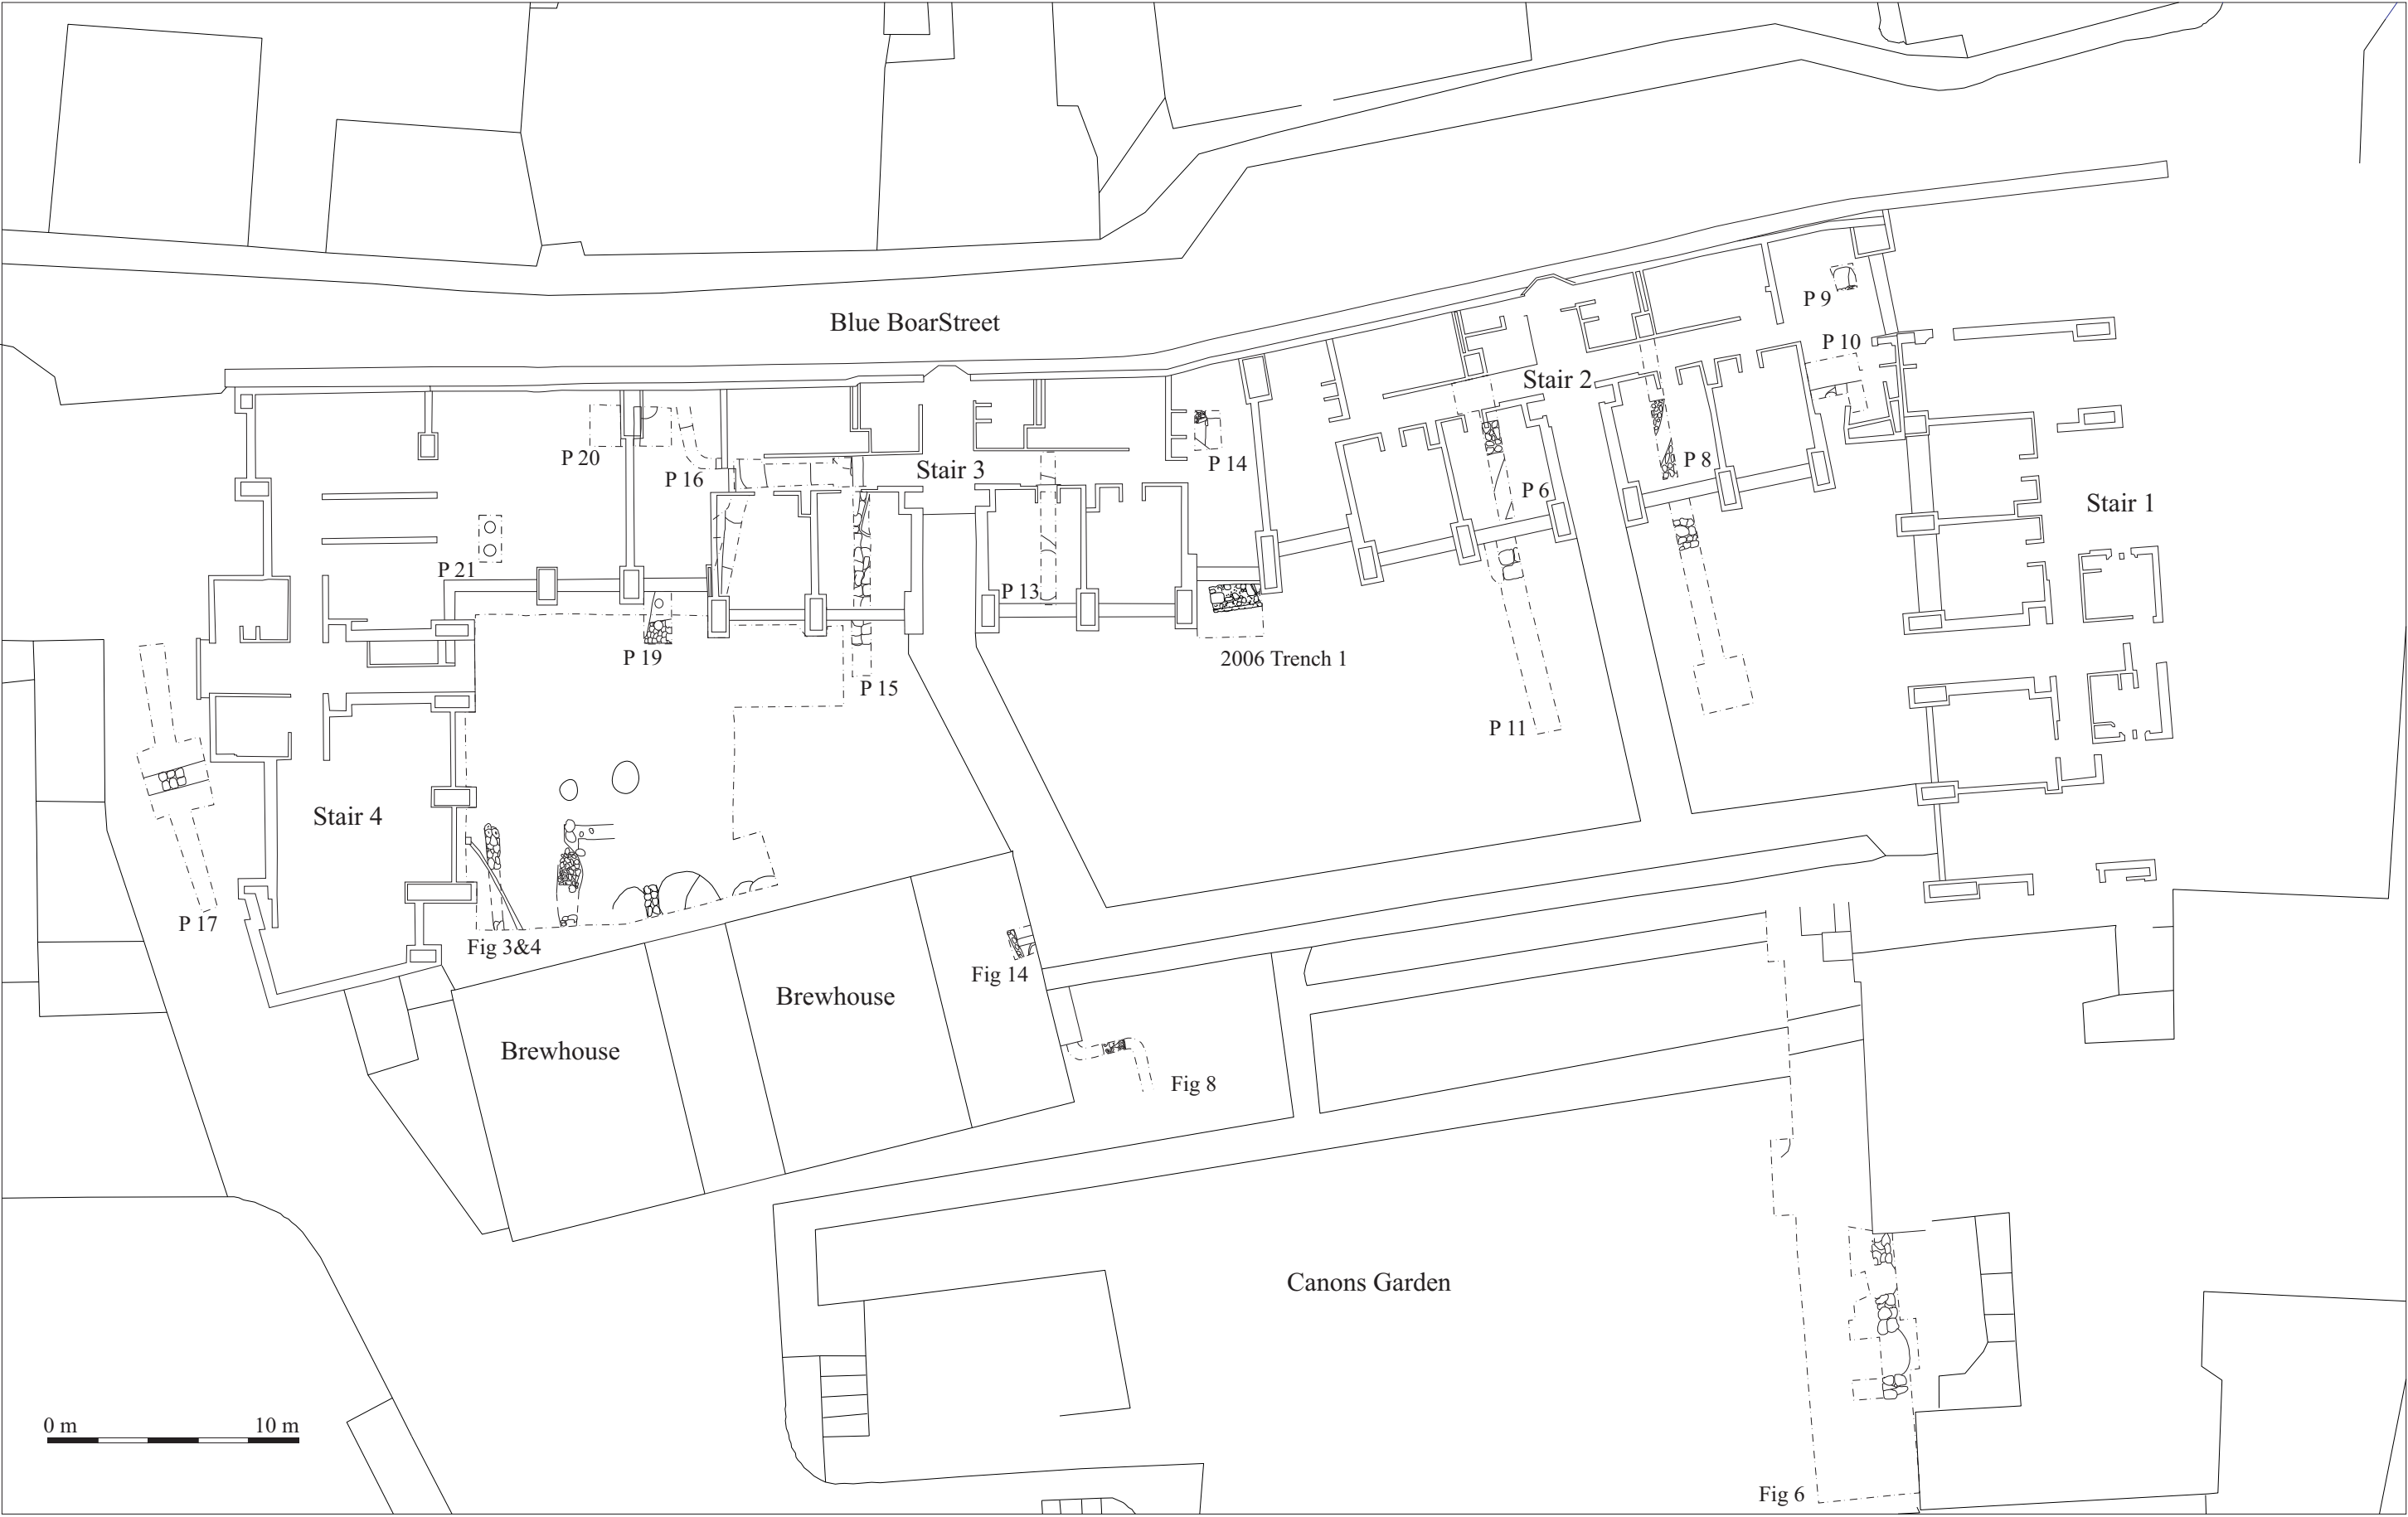 Blue BoarStreet
P 9
P 10
Stair 2
P 20
P 16
Stair 3
P 14
P 8
P 6
Stair 1
P 21
P 13
P 19
2006 Trench 1
P 15
P 11
Stair 4
P 17
Fig 3&4
Fig 14
Brewhouse
Brewhouse
Fig 8
Canons Garden
0 m 10 m
Fig 6